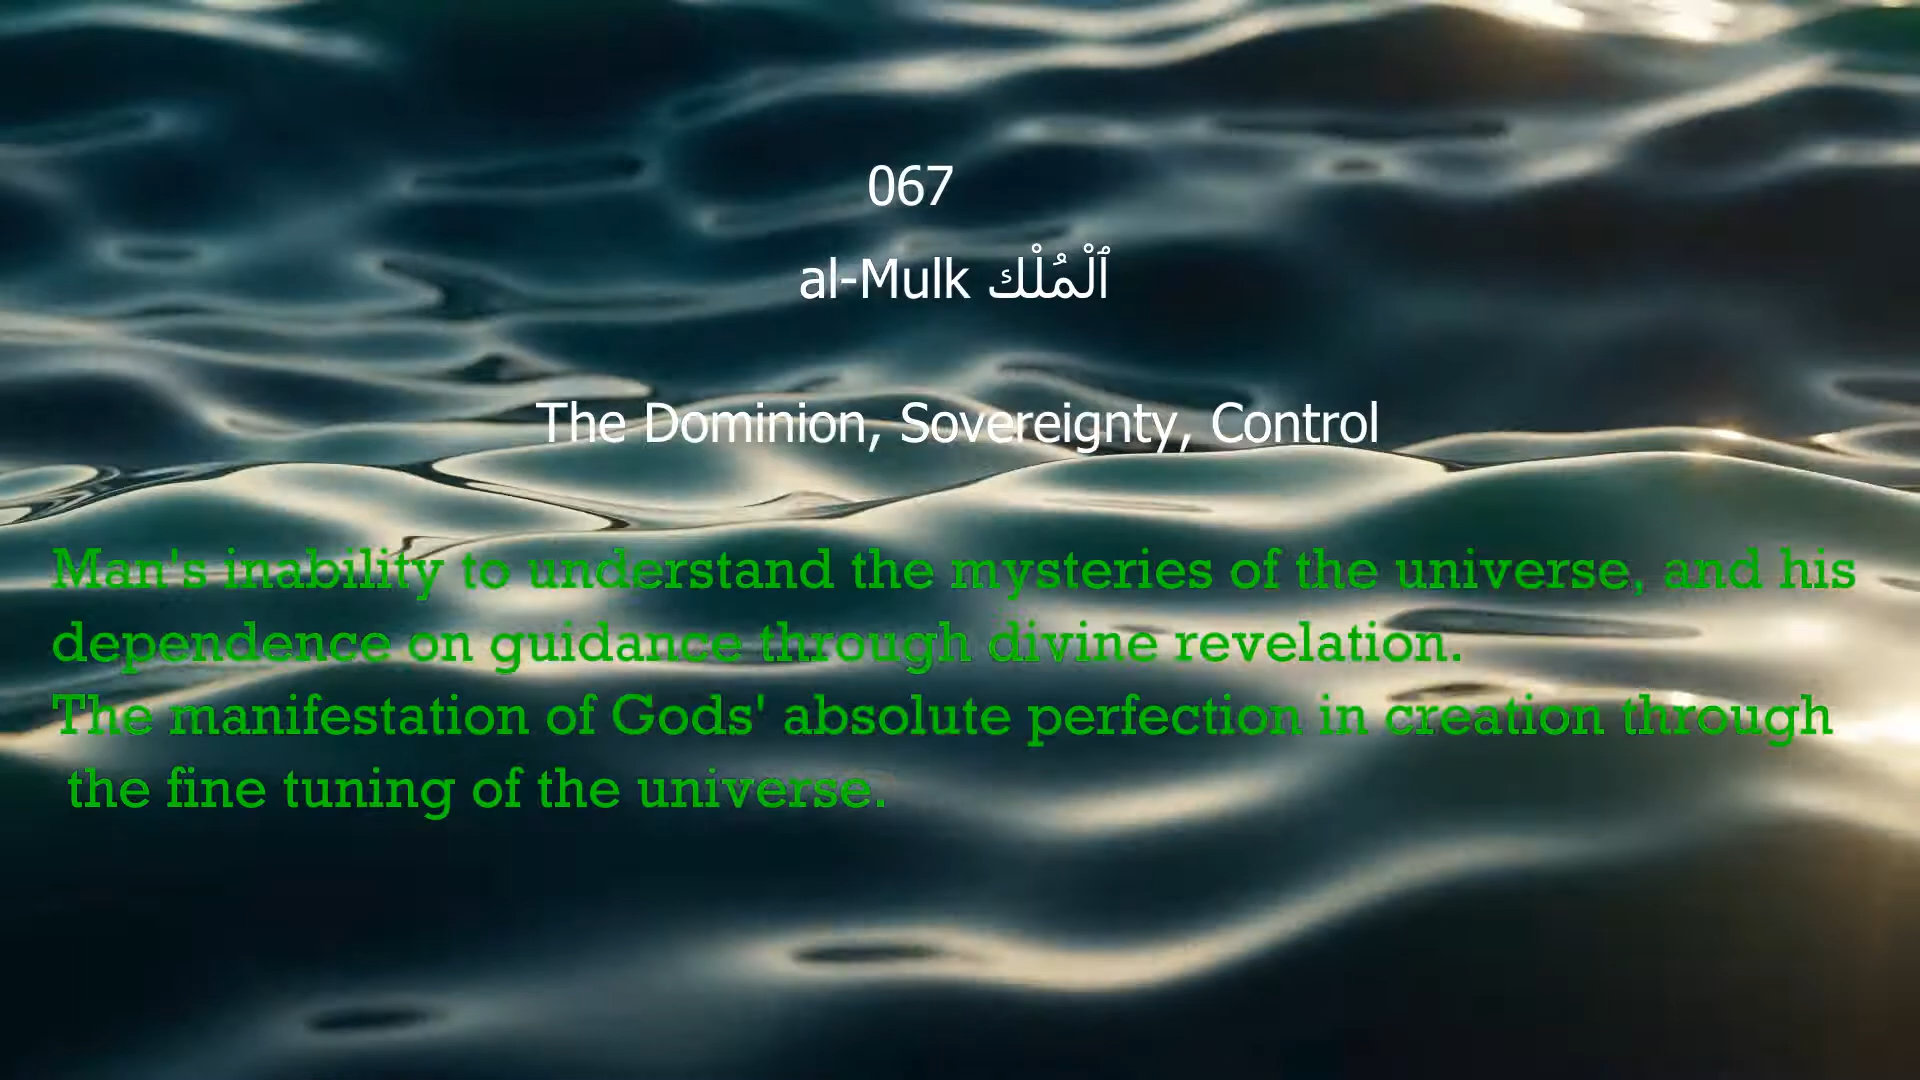 067
al-Mulk ٱلْمُلْك
The Dominion, Sovereignty, Control
Man's inability to understand the mysteries of the universe, and his
dependence on guidance through divine revelation.
The manifestation of Gods' absolute perfection in creation through
the fine tuning of the universe.